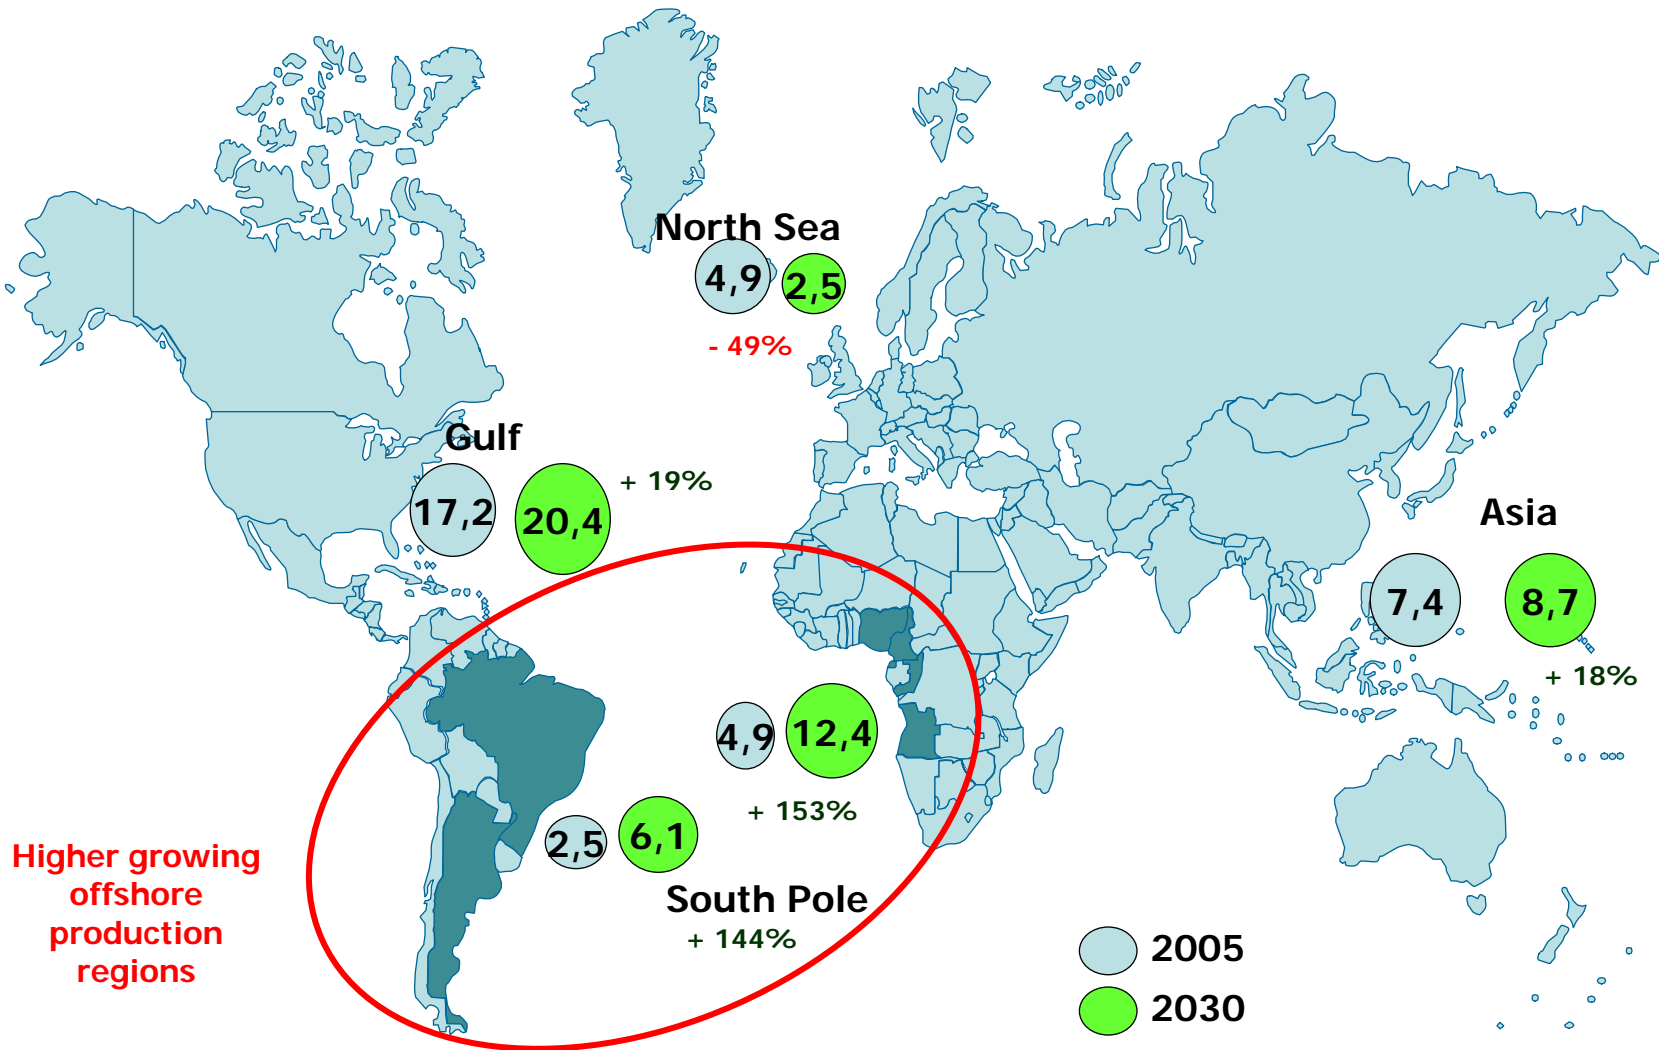 North Sea
4,9
2,5
- 49%
Gulf
17,2
20,4
+ 19%
Asia
7,4
8,7
+ 18%
4,9
12,4
+ 153%
2,5
6,1
South Pole
+ 144%
Higher growing
offshore
production
regions
2005
2030